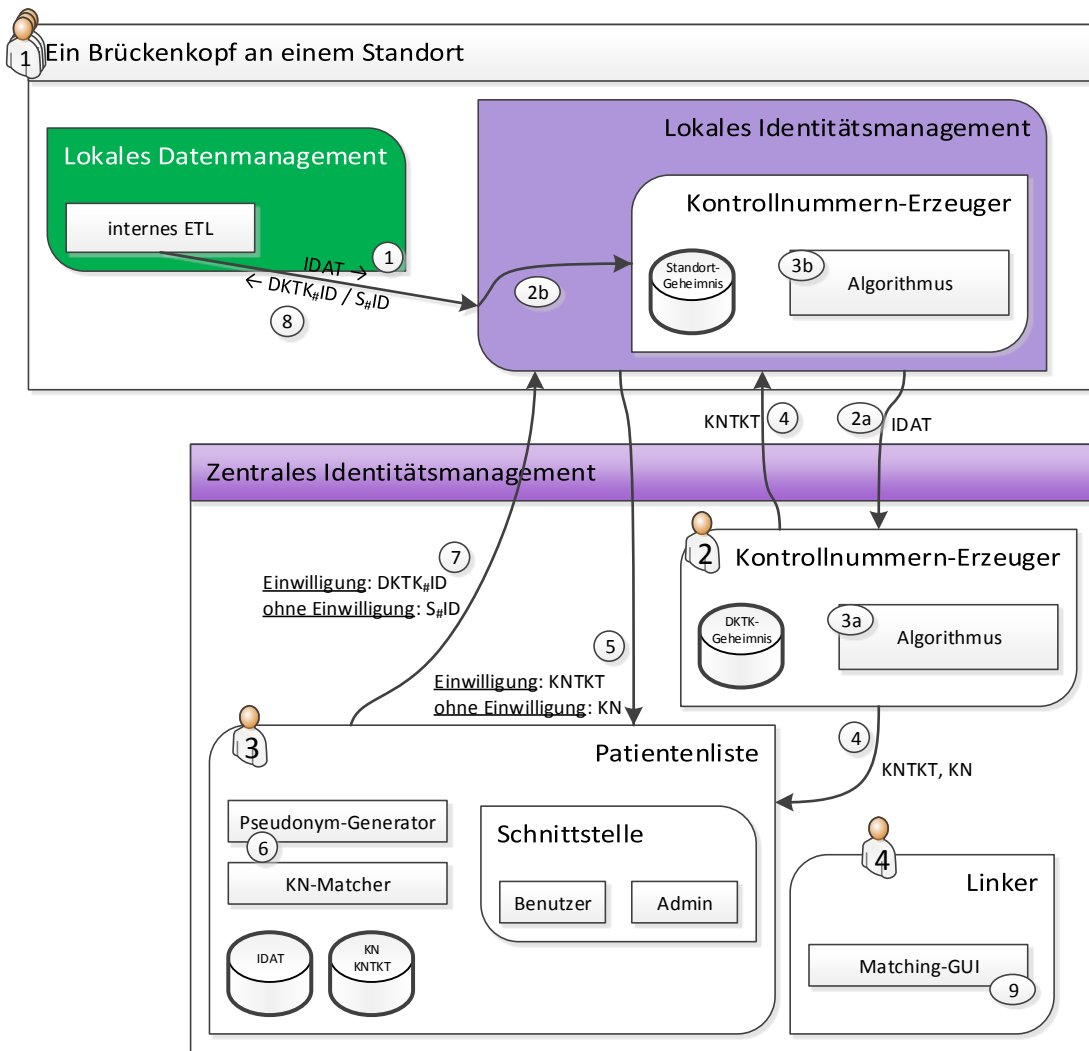 1
Ein Brückenkopf an einem Standort
Lokales Datenmanagement
internes ETL
Lokales Identitätsmanagement
Kontrollnummern-Erzeuger
Standort-
Geheimnis
3b
Algorithmus
1
IDAT →
← DKTK#ID / S#ID
8
2b
KNTKT
4
2a
IDAT
Zentrales Identitätsmanagement
2
Kontrollnummern-Erzeuger
DKTK-
Geheimnis
3a
Algorithmus
7
Einwilligung: DKTK#ID
ohne Einwilligung: S#ID
5
Einwilligung: KNTKT
ohne Einwilligung: KN
4
KNTKT, KN
3
Patientenliste
Pseudonym-Generator
6
KN-Matcher
IDAT
KN
KNTKT
Schnittstelle
Benutzer
Admin
4
Linker
Matching-GUI
9